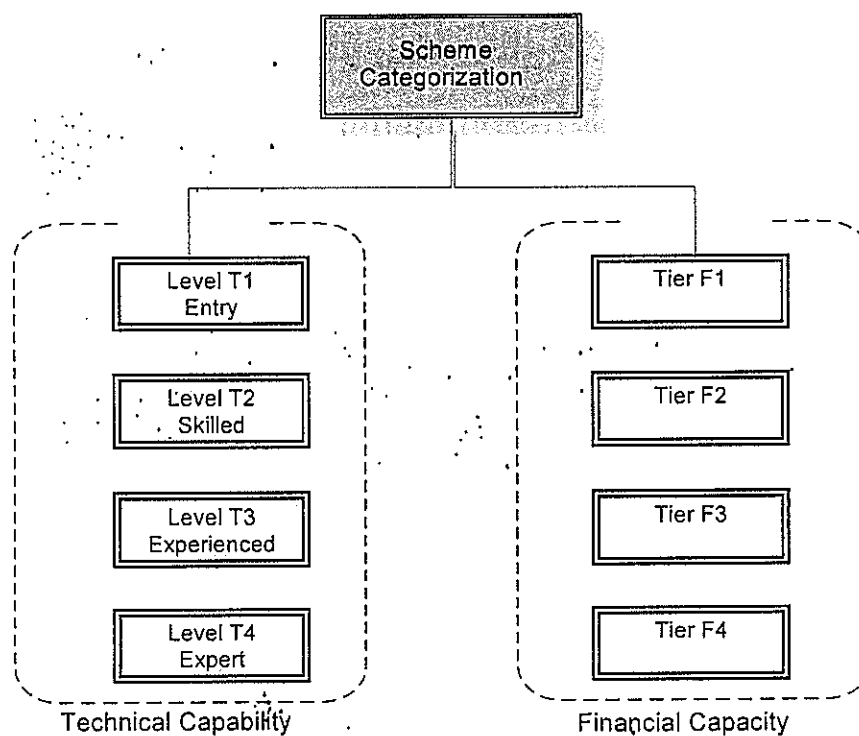 Scheme
Categorization
Level T1
Entry
Level T2
Skilled
Level T3
Experienced
Level T4
Expert
Technical Capability
Tier F1
Tier F2
Tier F3
Tier F4
Financial Capacity